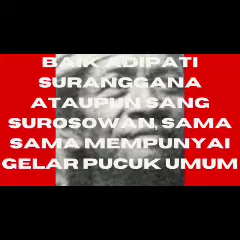 BAIK ADIPATI
SURANGGANA
ATAUPUN SANG
SUROSOWAN, SAMA
SAMA MEMPUNYAI
GELAR PUCUK UMUM